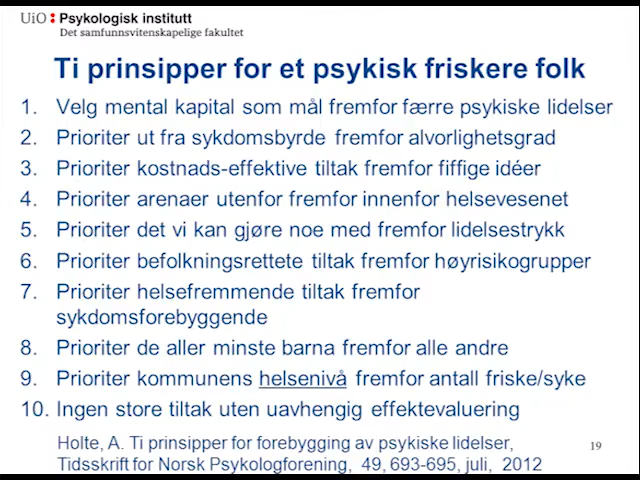 UiO Psykologisk institutt
Det samfunnsvitenskapelige fakultet
Ti prinsipper for et psykisk friskere folk
1. Velg mental kapital som mål fremfor færre psykiske lidelser
2. Prioriter ut fra sykdomsbyrde fremfor alvorlighetsgrad
3. Prioriter kostnads-effektive tiltak fremfor fiffige idéer
4. Prioriter arenaer utenfor fremfor innenfor helsevesenet
5. Prioriter det vi kan gjøre noe med fremfor lidelsestrykk
6. Prioriter befolkningsrettete tiltak fremfor høyrisikogrupper
7. Prioriter helsefremmende tiltak fremfor
sykdomsforebyggende
8. Prioriter de aller minste barna fremfor alle andre
9. Prioriter kommunens helsenivå fremfor antall friske/syke
10. Ingen store tiltak uten uavhengig effektevaluering
Holte, A. Ti prinsipper for forebygging av psykiske lidelser,
Tidsskrift for Norsk Psykologforening, 49, 693-695, juli, 2012
19